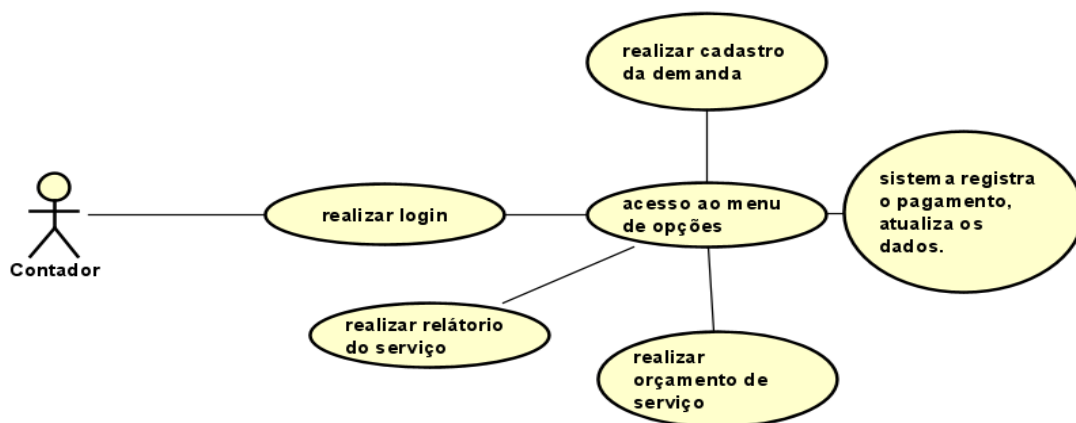 realizar cadastro
da demanda
sistema registra
o pagamento,
atualiza os
dados.
realizar login
acesso ao menu
de opções
Contador
realizar relátorio
do serviço
realizar
orçamento de
serviço